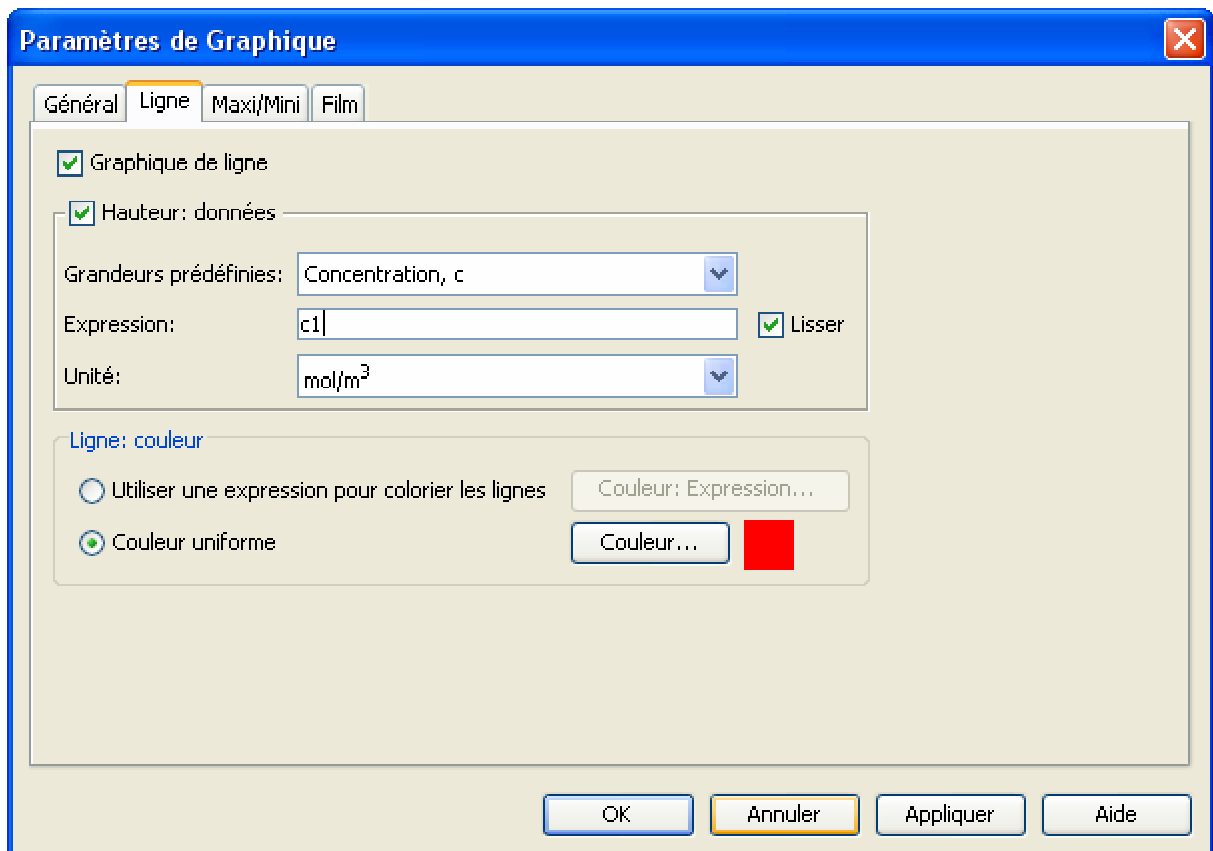 Paramètres de Graphique
Général Ligne Maxi/Mini Film
Graphique de ligne
Hauteur: données
Grandeurs prédéfinies: Concentration, c
Expression: c1 Lisser
Unité: mol/m³
Ligne: couleur
Utiliser une expression pour colorier les lignes Couleur: Expression...
Couleur uniforme Couleur...
OK Annuler Appliquer Aide